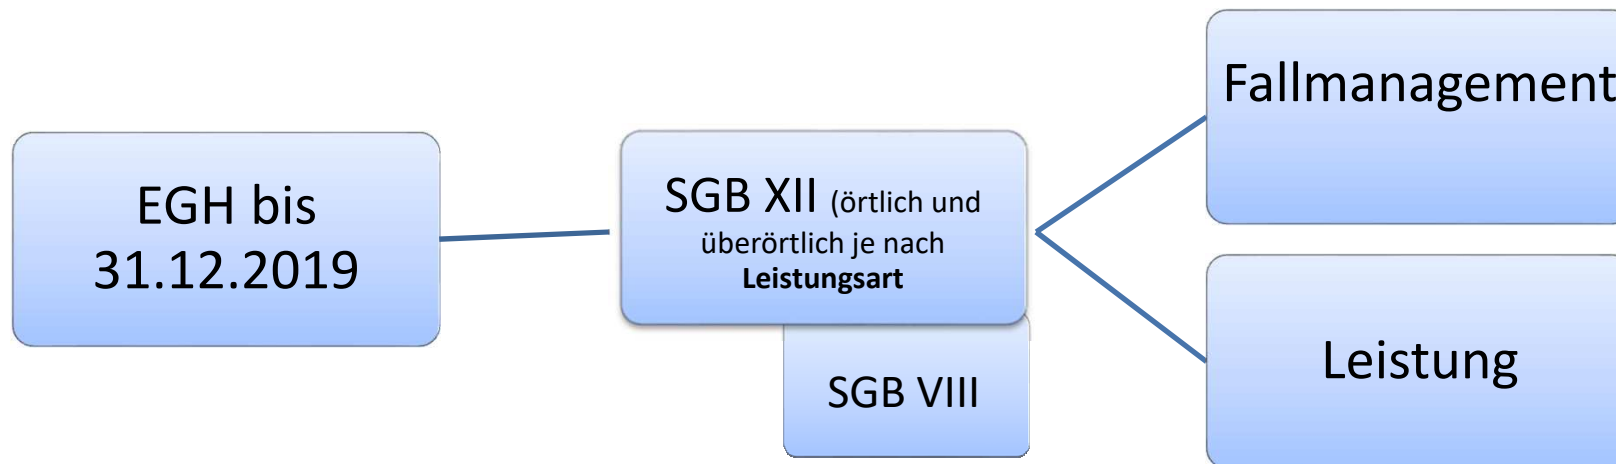 EGH bis
31.12.2019
SGB XII (örtlich und
überörtlich je nach
Leistungsart
SGB VIII
Fallmanagement
Leistung